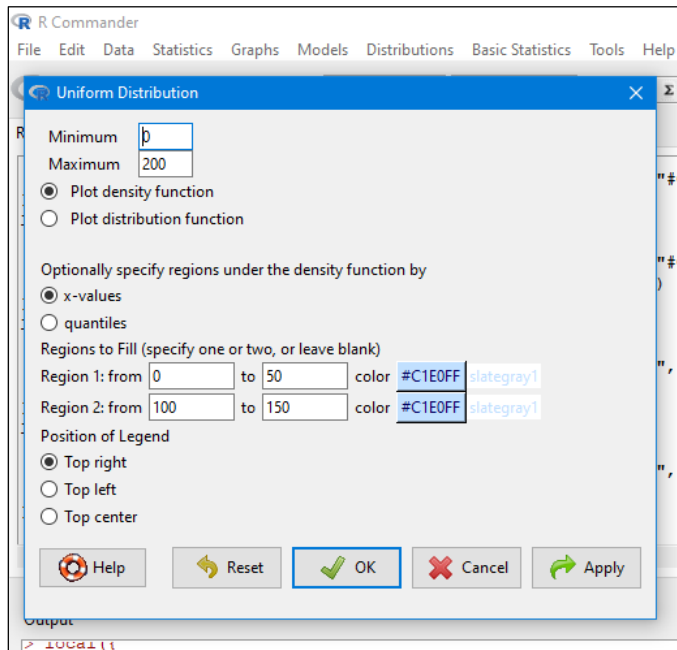 R Commander
File Edit Data Statistics Graphs Models Distributions Basic Statistics Tools Help
Uniform Distribution
Σ
R
Minimum 0
Maximum 200
Plot density function
"#
Plot distribution function
Optionally specify regions under the density function by
"#
x-values
)
quantiles
Regions to Fill (specify one or two, or leave blank)
Region 1: from 0 to 50 color #C1E0FF slategray1
",
Region 2: from 100 to 150 color #C1E0FF slategray1
Position of Legend
Top right
",
Top left
Top center
Help Reset OK Cancel Apply
Output
> local({